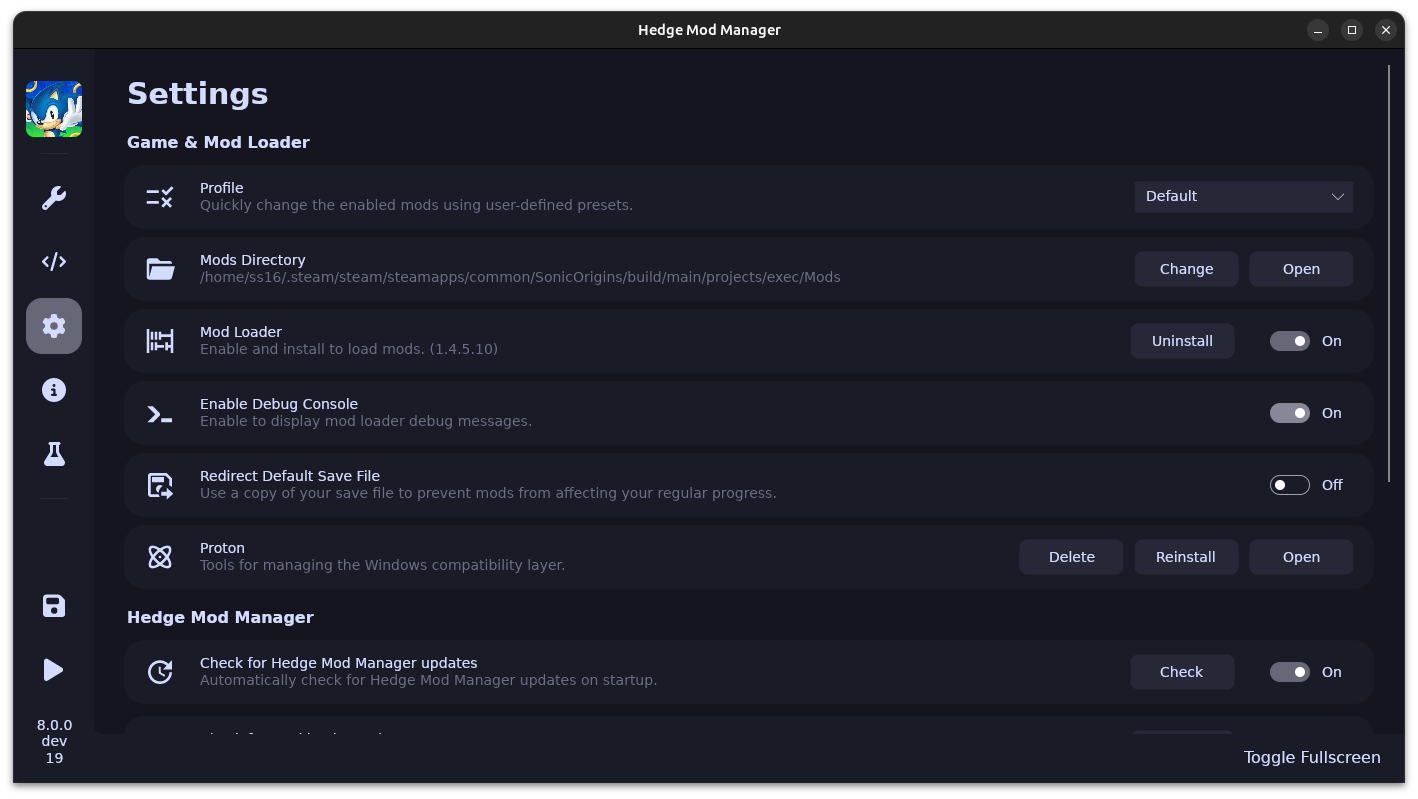 Hedge Mod Manager
Settings
Game & Mod Loader
Profile
Quickly change the enabled mods using user-defined presets.
Default
Mods Directory
/home/ss16/.steam/steam/steamapps/common/SonicOrigins/build/main/projects/exec/Mods
Change
Open
Mod Loader
Enable and install to load mods. (1.4.5.10)
Uninstall
On
Enable Debug Console
Enable to display mod loader debug messages.
On
Redirect Default Save File
Use a copy of your save file to prevent mods from affecting your regular progress.
Off
Proton
Tools for managing the Windows compatibility layer.
Delete
Reinstall
Open
Hedge Mod Manager
Check for Hedge Mod Manager updates
Automatically check for Hedge Mod Manager updates on startup.
Check
On
8.0.0
dev
19
Toggle Fullscreen